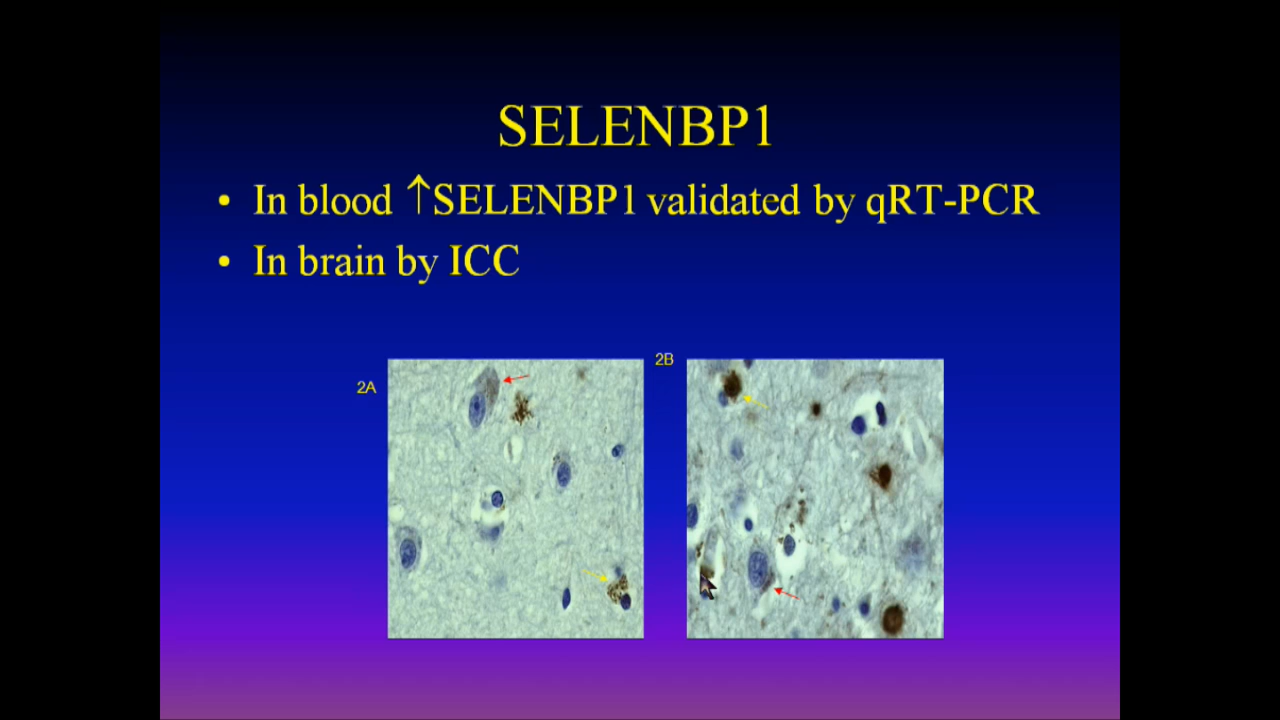 SELENBP1
• In blood ↑SELENBP1 validated by qRT-PCR
• In brain by ICC
2A
2B